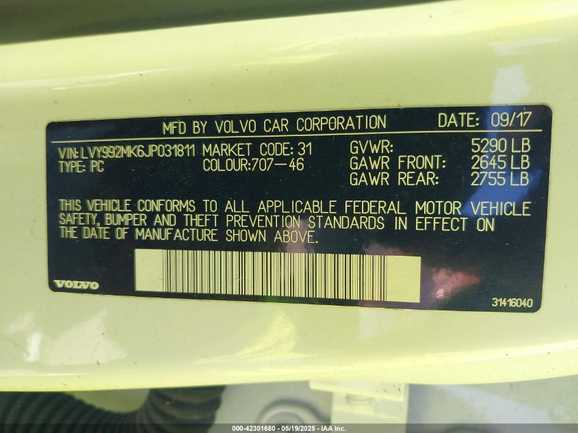 MFD BY VOLVO CAR CORPORATION DATE: 09/17
VIN: LVY992MK6JP031811 MARKET CODE: 31 GVWR: 5290 LB
TYPE: PC COLOUR: 707-46 GAWR FRONT: 2645 LB
GAWR REAR: 2755 LB
THIS VEHICLE CONFORMS TO ALL APPLICABLE FEDERAL MOTOR VEHICLE
SAFETY, BUMPER AND THEFT PREVENTION STANDARDS IN EFFECT ON
THE DATE OF MANUFACTURE SHOWN ABOVE.
VOLVO 31416040
000-42301680 - 05/19/2025 - IAA Inc.